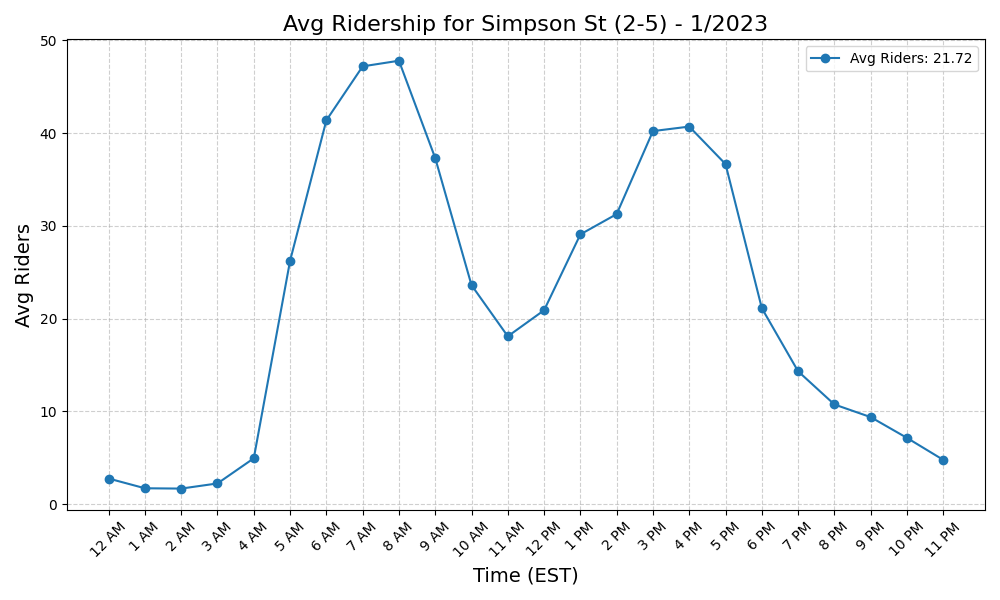 Avg Ridership for Simpson St (2-5) - 1/2023
Avg Riders: 21.72
Avg Riders
50
40
30
20
10
0
12 AM
1 AM
2 AM
3 AM
4 AM
5 AM
6 AM
7 AM
8 AM
9 AM
10 AM
11 AM
12 PM
1 PM
2 PM
3 PM
4 PM
5 PM
6 PM
7 PM
8 PM
9 PM
10 PM
11 PM
Time (EST)